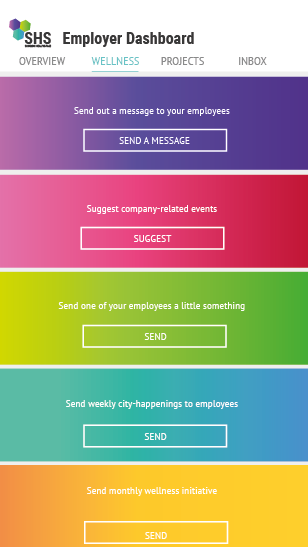 SHS
Employer Dashboard
OVERVIEW WELLNESS PROJECTS INBOX
Send out a message to your employees
SEND A MESSAGE
Suggest company-related events
SUGGEST
Send one of your employees a little something
SEND
Send weekly city-happenings to employees
SEND
Send monthly wellness initiative
SEND